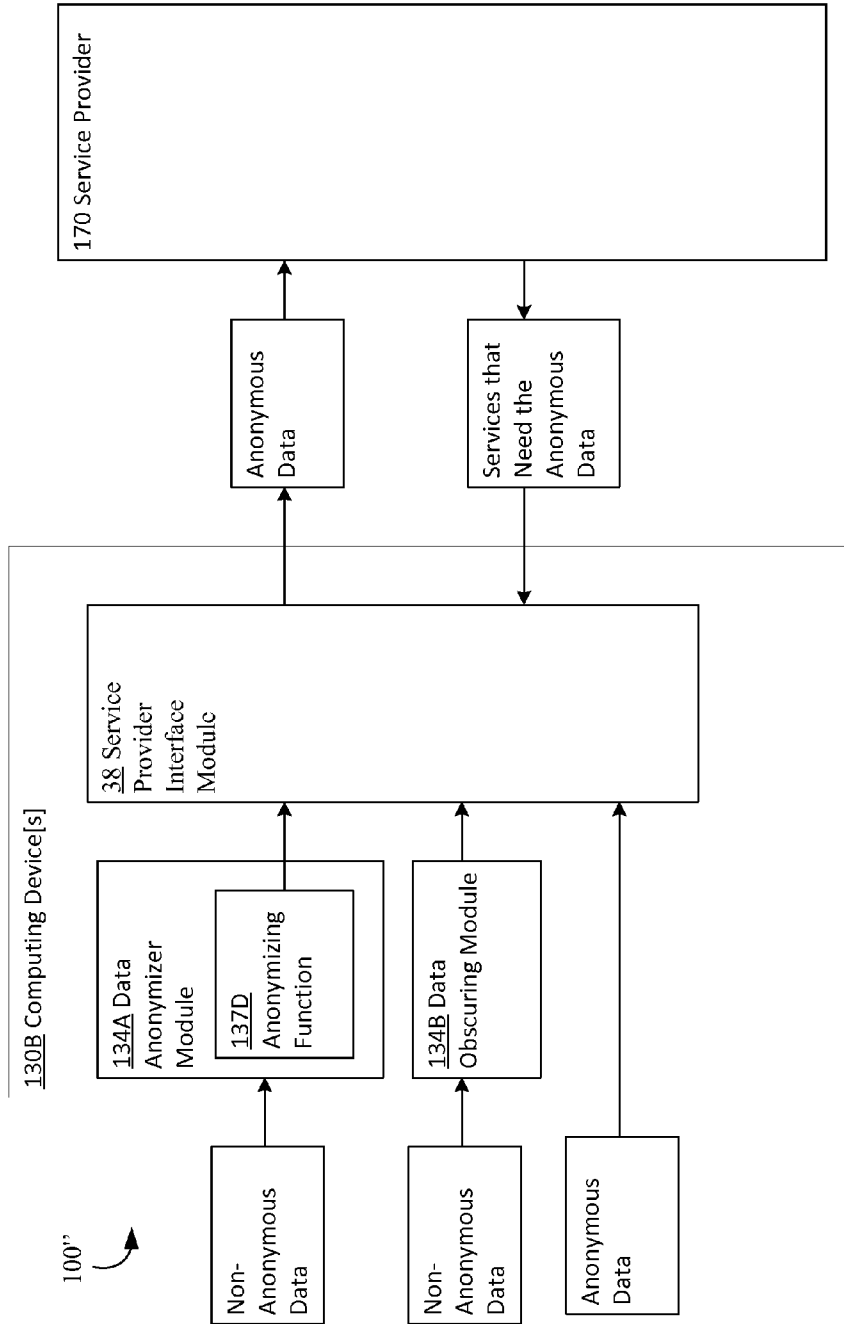 100”
130B Computing Device[s]
Non-
Anonymous
Data
134A Data
Anonymizer
Module
137D
Anonymizing
Function
Non-
Anonymous
Data
134B Data
Obscuring Module
Anonymous
Data
38 Service
Provider
Interface
Module
Anonymous
Data
Services that
Need the
Anonymous
Data
170 Service Provider